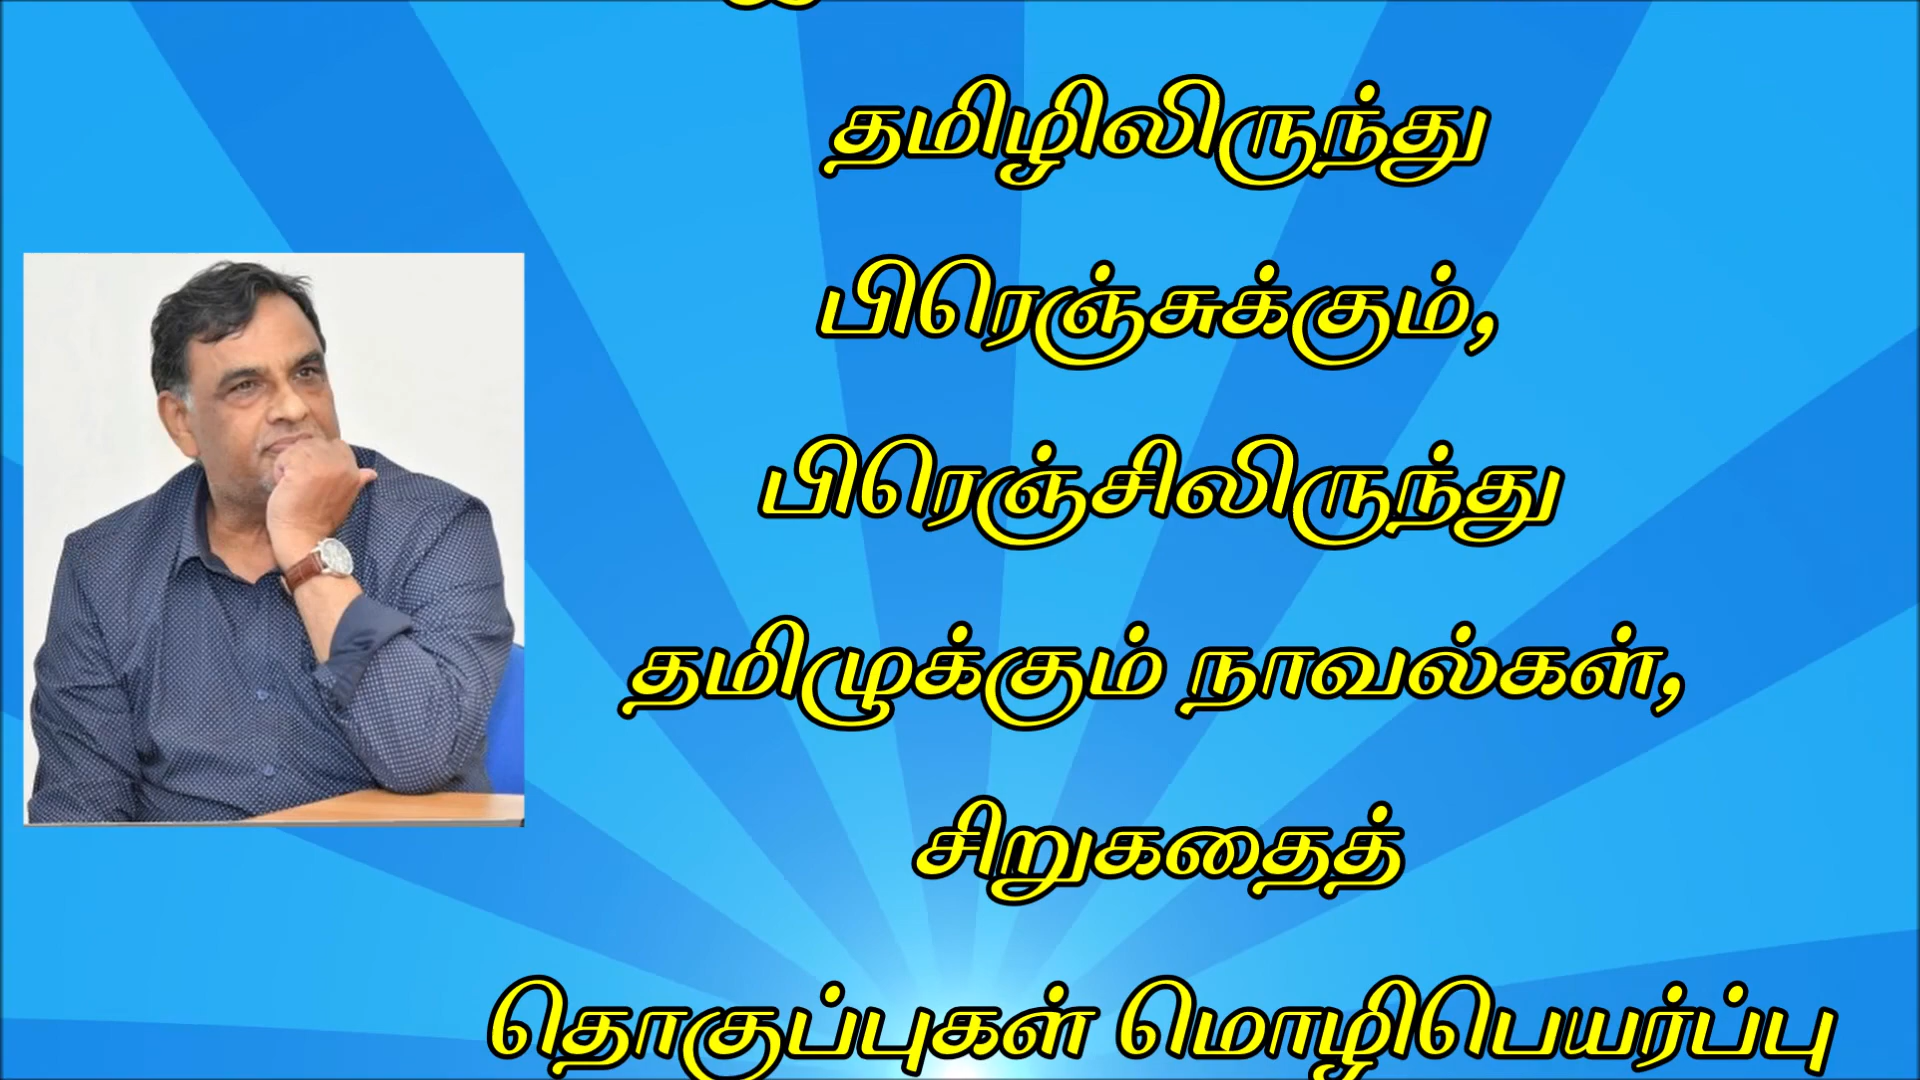 தமிழிலிருந்து
பிரெஞ்சுக்கும்,
பிரெஞ்சிலிருந்து
தமிழுக்கும் நாவல்கள்,
சிறுகதைத்
தொகுப்புகள் மொழிபெயர்ப்பு